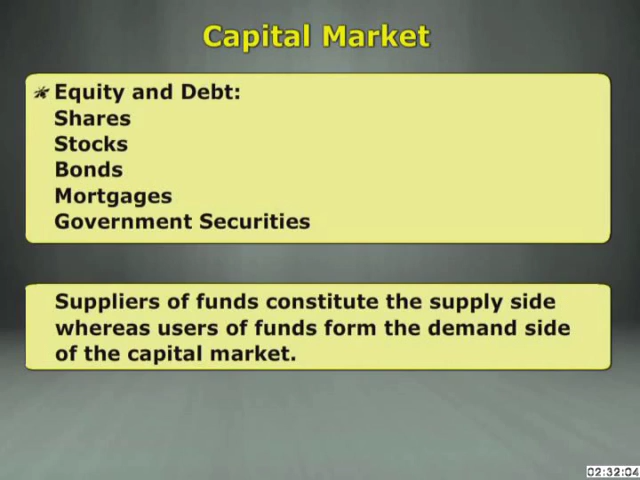 Capital Market
Equity and Debt:
Shares
Stocks
Bonds
Mortgages
Government Securities
Suppliers of funds constitute the supply side
whereas users of funds form the demand side
of the capital market.
02:32:04